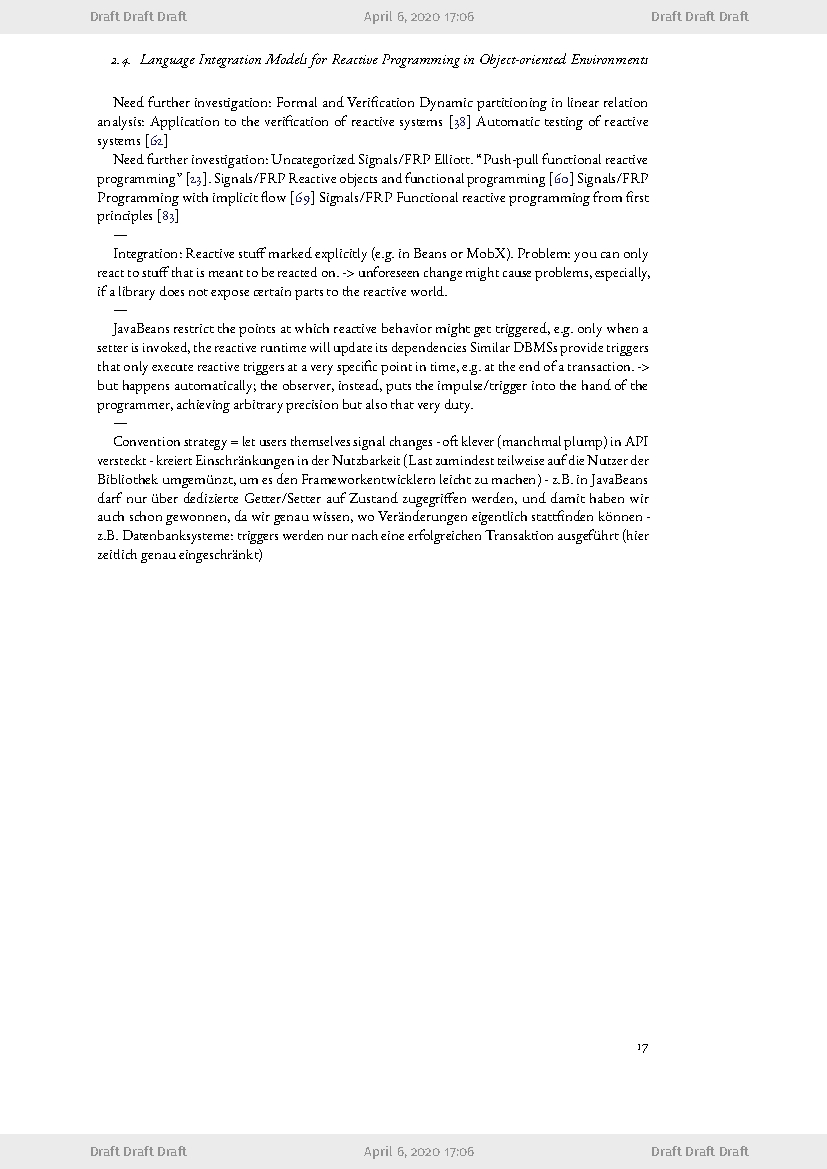 Draft Draft Draft April 6, 2020 17:06 Draft Draft Draft
2.4. Language Integration Models for Reactive Programming in Object-oriented Environments
Need further investigation: Formal and Verification Dynamic partitioning in linear relation
analysis: Application to the verification of reactive systems [38] Automatic testing of reactive
systems [62]
Need further investigation: Uncategorized Signals/FRP Elliott. “Push-pull functional reactive
programming” [23]. Signals/FRP Reactive objects and functional programming [60] Signals/FRP
Programming with implicit flow [69] Signals/FRP Functional reactive programming from first
principles [83]
—
Integration: Reactive stuff marked explicitly (e.g. in Beans or MobX). Problem: you can only
react to stuff that is meant to be reacted on. -> unforeseen change might cause problems, especially,
if a library does not expose certain parts to the reactive world.
—
JavaBeans restrict the points at which reactive behavior might get triggered, e.g. only when a
setter is invoked, the reactive runtime will update its dependencies Similar DBMSs provide triggers
that only execute reactive triggers at a very specific point in time, e.g. at the end of a transaction. ->
but happens automatically; the observer, instead, puts the impulse/trigger into the hand of the
programmer, achieving arbitrary precision but also that very duty.
—
Convention strategy = let users themselves signal changes - oft klever (manchmal plump) in API
versteckt - kreiert Einschränkungen in der Nutzbarkeit (Last zumindest teilweise auf die Nutzer der
Bibliothek umgemünzt, um es den Frameworkentwicklern leicht zu machen) - z.B. in JavaBeans
darf nur über dedizierte Getter/Setter auf Zustand zugegriffen werden, und damit haben wir
auch schon gewonnen, da wir genau wissen, wo Veränderungen eigentlich stattfinden können -
z.B. Datenbanksysteme: triggers werden nur nach eine erfolgreichen Transaktion ausgeführt (hier
zeitlich genau eingeschränkt)
17
Draft Draft Draft April 6, 2020 17:06 Draft Draft Draft